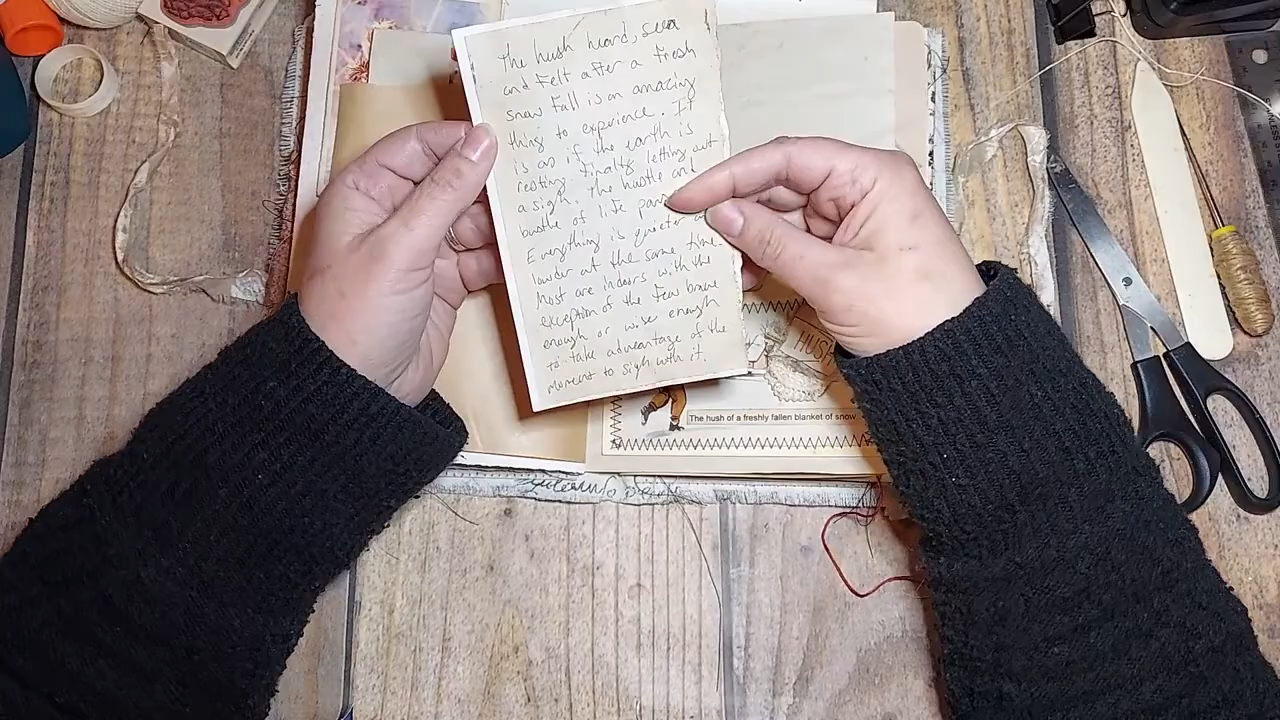 The hush heard, seen
and felt after a fresh
snow fall is an amazing
thing to experience. It
is as if the earth is
resting finally letting out
a sigh. The hustle and
bustle of life
Everything is quieter
louder at the same time.
Most are indoors with the
exception of the few brave
enough or wise enough
to take advantage of the
moment to sigh with it.
HUSH
The hush of a freshly fallen blanket of snow